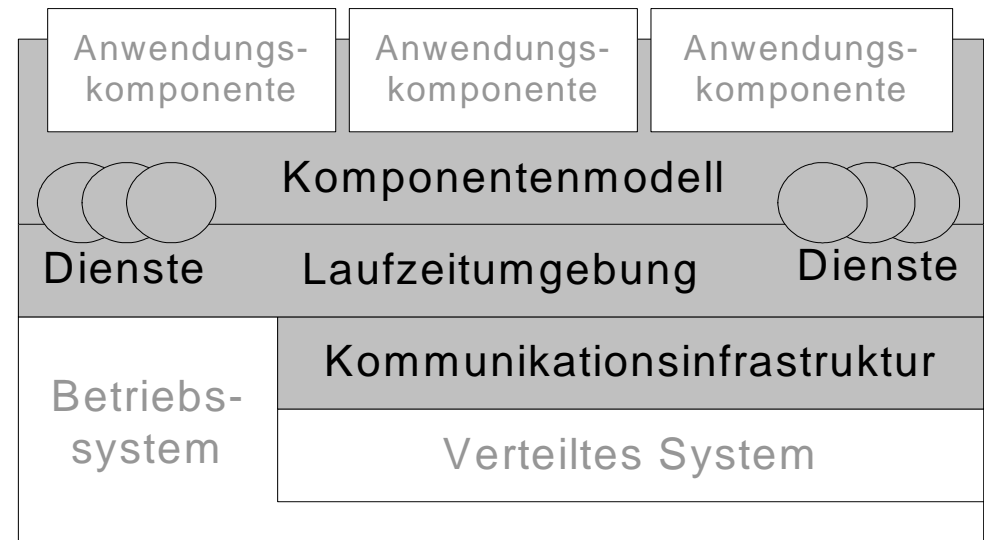 Anwendungs-
komponente
Anwendungs-
komponente
Anwendungs-
komponente
Komponentenmodell
Dienste
Laufzeitumgebung
Dienste
Kommunikationsinfrastruktur
Betriebs-
system
Verteiltes System